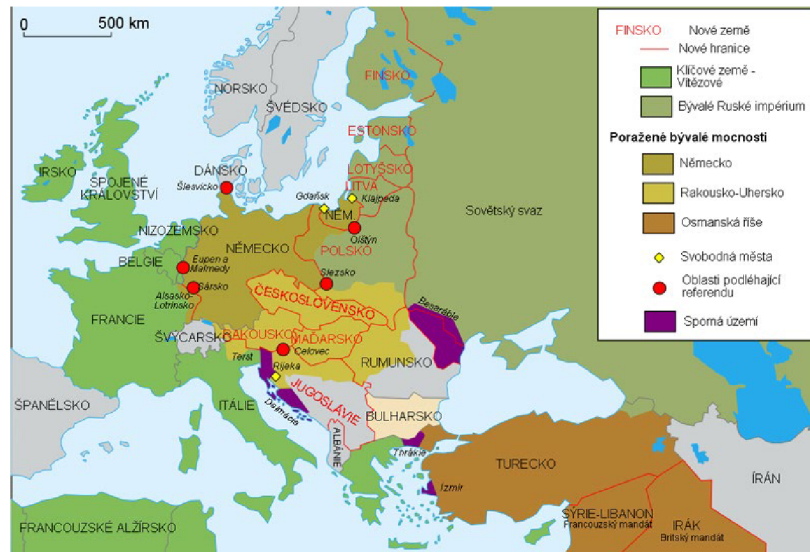 0 500 km
FINSKO Nové země
Nové hranice
Klíčové země -
Vítězové
Bývalé Ruské impérium
Poražené bývalé mocnosti
Německo
Rakousko-Uhersko
Osmanská říše
Svobodná města
Oblasti podléhající
referendu
Sporná území
NORSKO
ŠVÉDSKO
FINSKO
ESTONSKO
LOTYŠSKO
LITVA
Klajpeda
IRSKO
SPOJENÉ
KRÁLOVSTVÍ
DÁNSKO
Šlesvicko
Gdaňsk
NĚM.
Olštýn
Sovětský svaz
NIZOZEMSKO
NĚMECKO
POLSKO
BELGIE
Eupen a
Malmedy
Slezsko
Sársko
Alsasko-
Lotrinsko
ČESKOSLOVENSKO
Besarábie
FRANCIE
ŠVÝCARSKO
RAKOUSKO
MAĎARSKO
Celovec
Terst
Rijeka
RUMUNSKO
ŠPANĚLSKO
ITÁLIE
Dalmácie
JUGOSLÁVIE
BULHARSKO
ALBÁNIE
Thrákie
TURECKO
Izmir
ÍRÁN
FRANCOUZSKÉ ALŽÍRSKO
SÝRIE-LIBANON
Francouzský mandát
IRÁK
Britský mandát